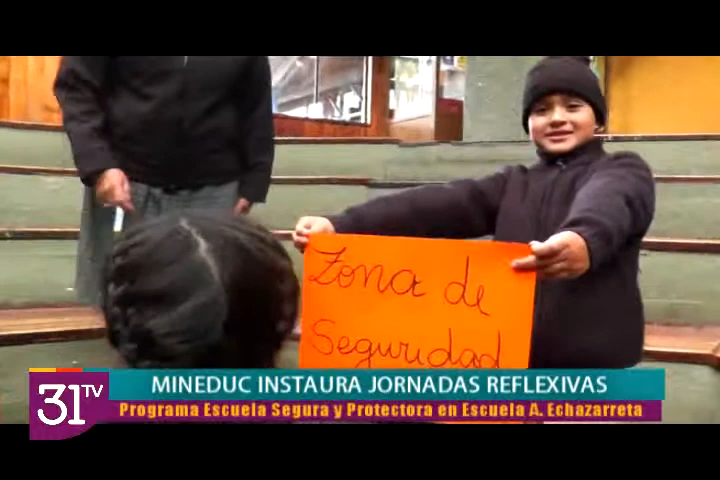 Zona de
Seguridad
31TV
MINEDUC INSTAURA JORNADAS REFLEXIVAS
Programa Escuela Segura y Protectora en Escuela A. Echazarreta